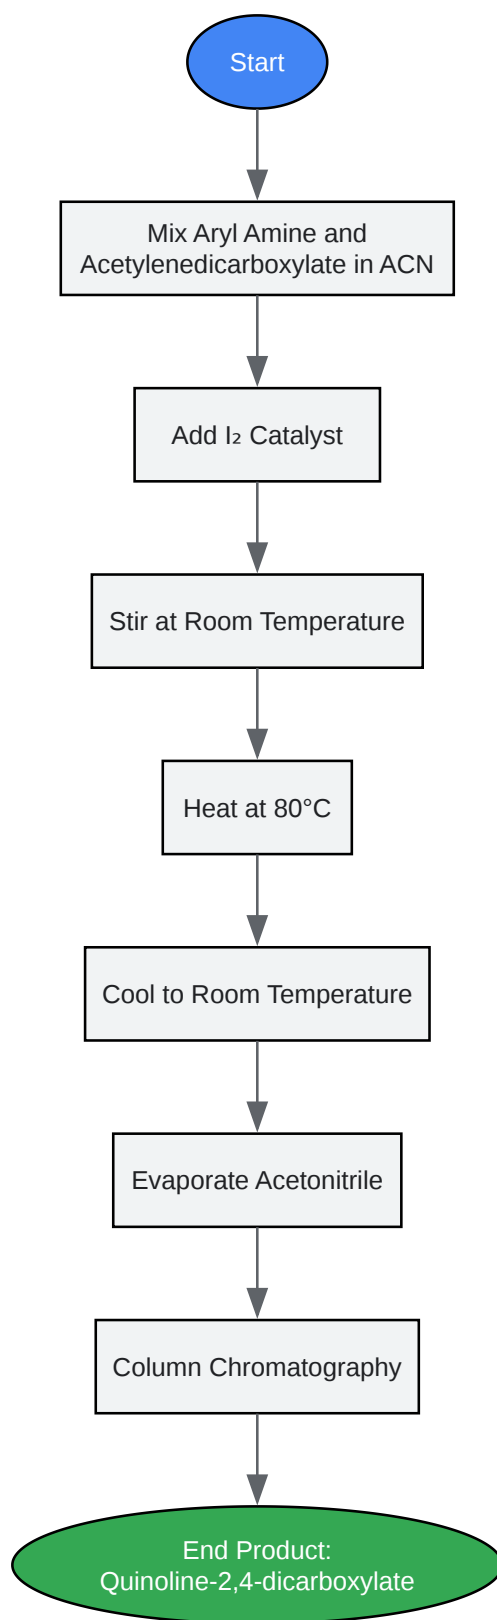 Start
Mix Aryl Amine and
Acetylenedicarboxylate in ACN
Add I₂ Catalyst
Stir at Room Temperature
Heat at 80°C
Cool to Room Temperature
Evaporate Acetonitrile
Column Chromatography
End Product:
Quinoline-2,4-dicarboxylate